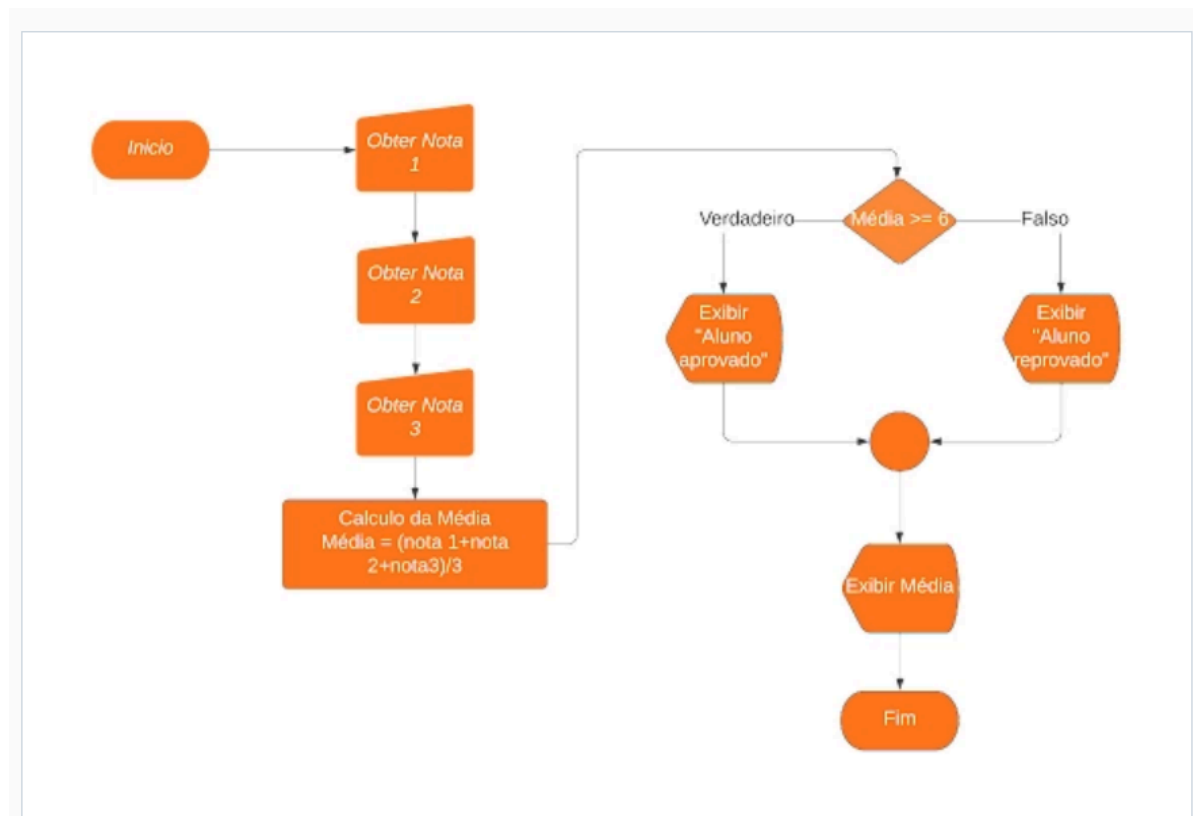 Inicio
Obter Nota
1
Obter Nota
2
Obter Nota
3
Calculo da Média
Média = (nota 1+nota
2+nota3)/3
Média >= 6
Verdadeiro
Falso
Exibir
"Aluno
aprovado"
Exibir
"Aluno
reprovado"
Exibir Média
Fim